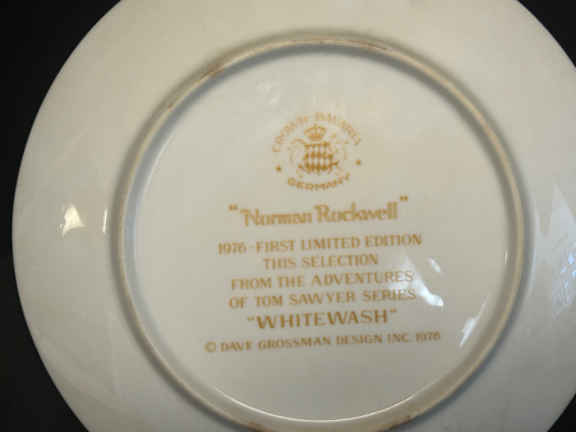 CROWN BAVARIA
GERMANY
"Norman Rockwell"
1976 - FIRST LIMITED EDITION
THIS SELECTION
FROM THE ADVENTURES
OF TOM SAWYER SERIES
"WHITEWASH"
© DAVE GROSSMAN DESIGN INC. 1976